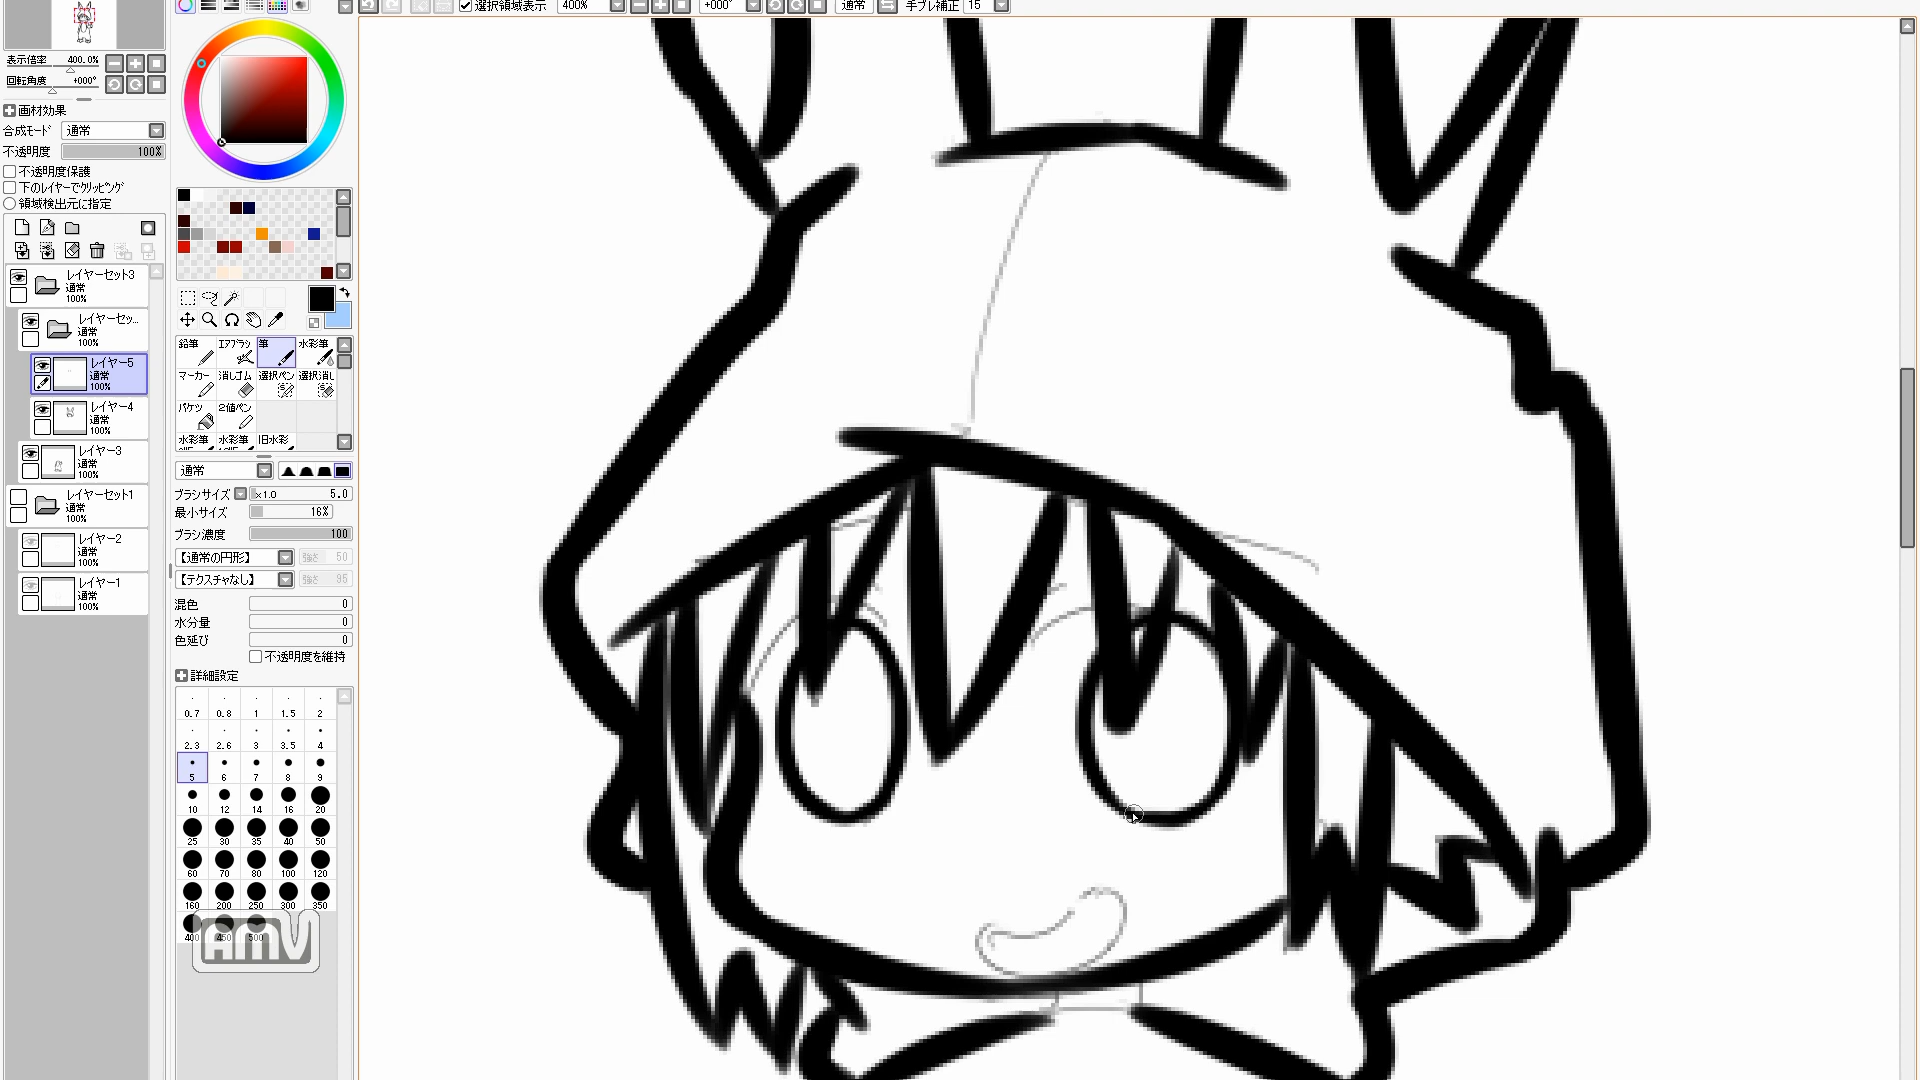 選択領域表示 400% +000° 通常 手ブレ補正 15
表示倍率 400.0%
回転角度 +000°
画材効果
合成モード 通常
不透明度 100%
不透明度保護
下のレイヤーでクリッピング
領域検出元に指定
レイヤーセット3
通常
100%
レイヤーセッ...
通常
100%
レイヤー5
通常
100%
レイヤー4
通常
100%
レイヤー3
通常
100%
レイヤーセット1
通常
100%
レイヤー2
通常
100%
レイヤー1
通常
100%
鉛筆 エアブラシ 筆 水彩筆
マーカー 消しゴム 選択ペン 選択消し
バケツ 2値ペン
水彩筆 水彩筆 旧水彩
通常
ブラシサイズ x1.0 5.0
最小サイズ 16%
ブラシ濃度 100
【通常の円形】 強さ 50
【テクスチャなし】 強さ 95
混色 0
水分量 0
色延び 0
不透明度を維持
詳細設定
0.7 0.8 1 1.5 2
2.3 2.6 3 3.5 4
5 6 7 8 9
10 12 14 16 20
25 30 35 40 50
60 70 80 100 120
160 200 250 300 350
400 450 500
AMV